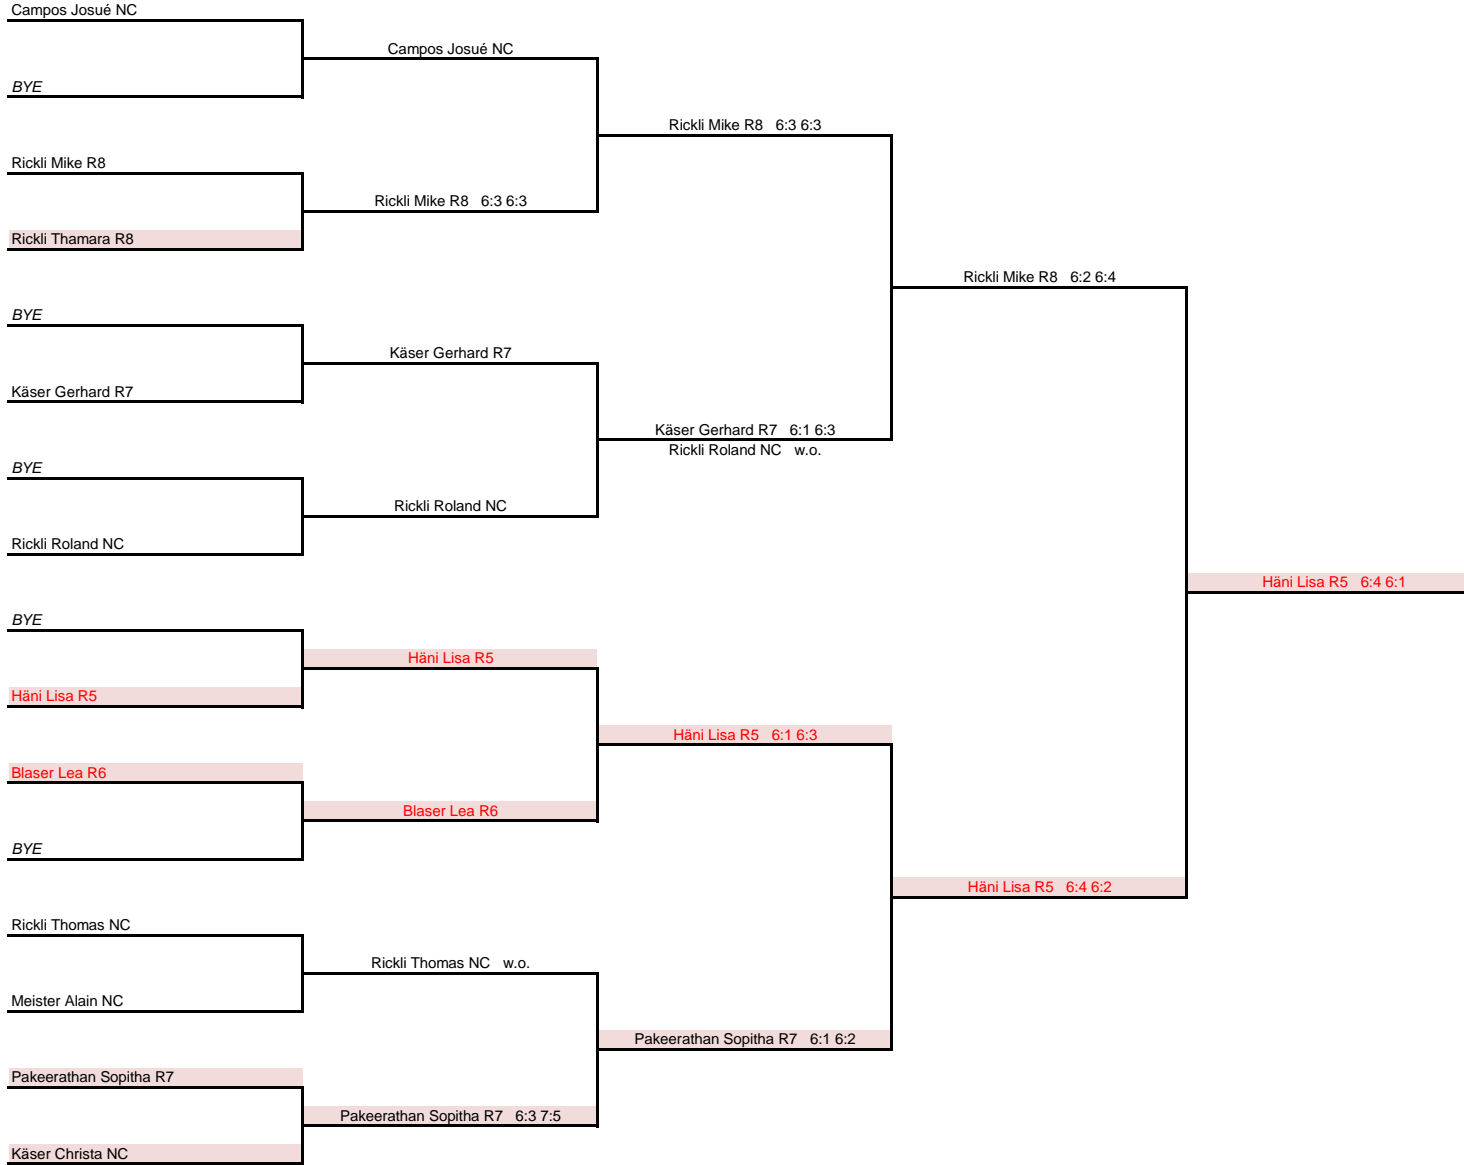 Campos Josué NC
Campos Josué NC
BYE
Rickli Mike R8 6:3 6:3
Rickli Mike R8
Rickli Mike R8 6:3 6:3
Rickli Thamara R8
Rickli Mike R8 6:2 6:4
BYE
Käser Gerhard R7
Käser Gerhard R7
Käser Gerhard R7 6:1 6:3
Rickli Roland NC w.o.
BYE
Rickli Roland NC
Rickli Roland NC
Häni Lisa R5 6:4 6:1
BYE
Häni Lisa R5
Häni Lisa R5
Häni Lisa R5 6:1 6:3
Blaser Lea R6
Blaser Lea R6
BYE
Häni Lisa R5 6:4 6:2
Rickli Thomas NC
Rickli Thomas NC w.o.
Meister Alain NC
Pakeerathan Sopitha R7 6:1 6:2
Pakeerathan Sopitha R7
Pakeerathan Sopitha R7 6:3 7:5
Käser Christa NC